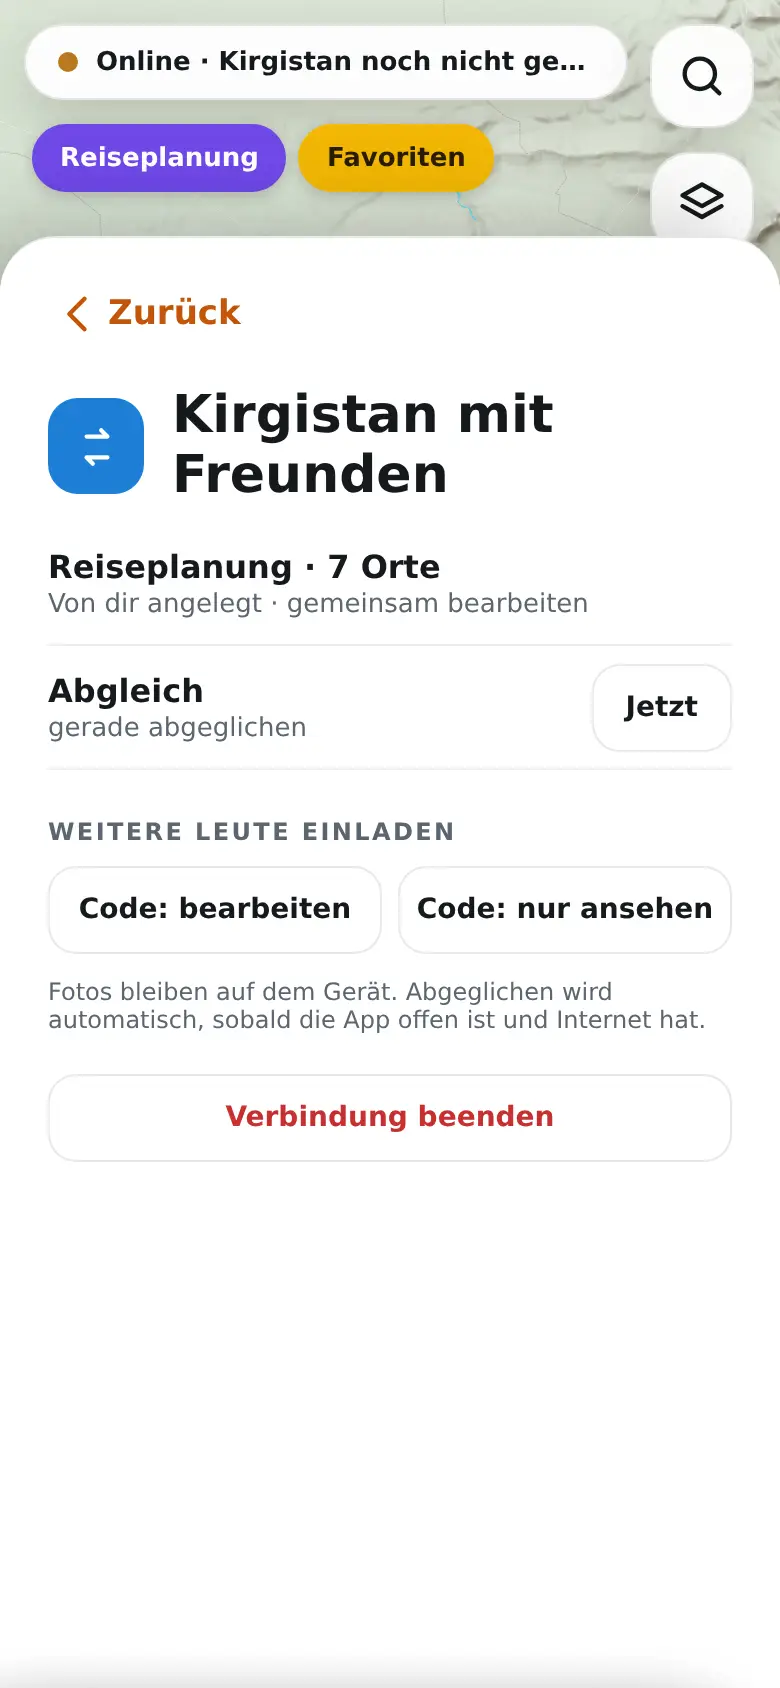 Online · Kirgistan noch nicht ge…
Reiseplanung
Favoriten
Zurück
Kirgistan mit
Freunden
Reiseplanung · 7 Orte
Von dir angelegt · gemeinsam bearbeiten
Abgleich
gerade abgeglichen
Jetzt
WEITERE LEUTE EINLADEN
Code: bearbeiten
Code: nur ansehen
Fotos bleiben auf dem Gerät. Abgeglichen wird
automatisch, sobald die App offen ist und Internet hat.
Verbindung beenden